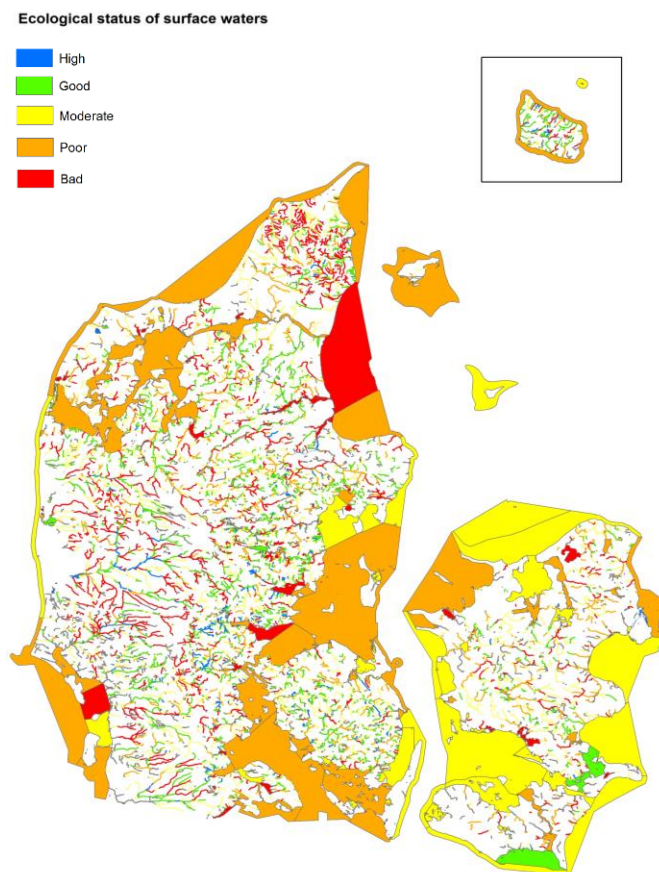 Ecological status of surface waters
High
Good
Moderate
Poor
Bad